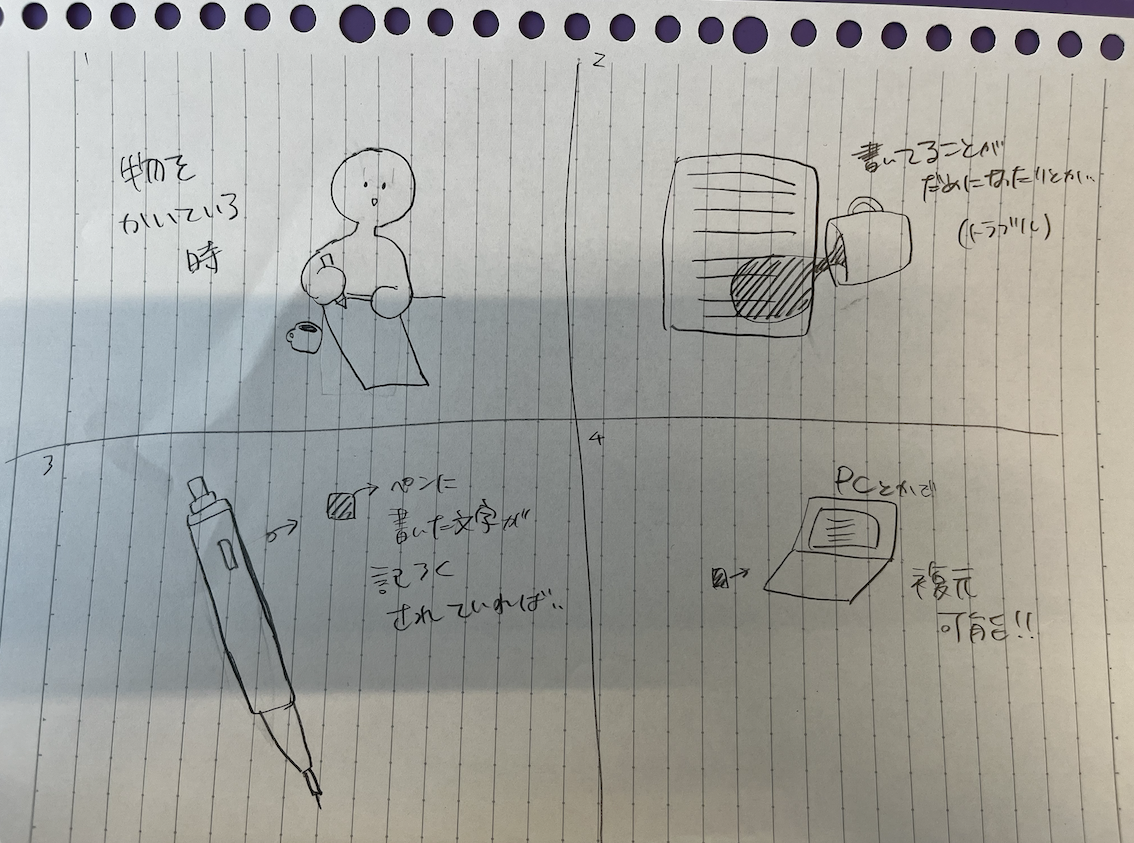 1
物を
かいている
時
2
書いてることが
だめになったりとか..
(トラブル)
3
ペンに
書いた文字が
記ろく
されていれば..
4
PCとかで
復元
可能!!